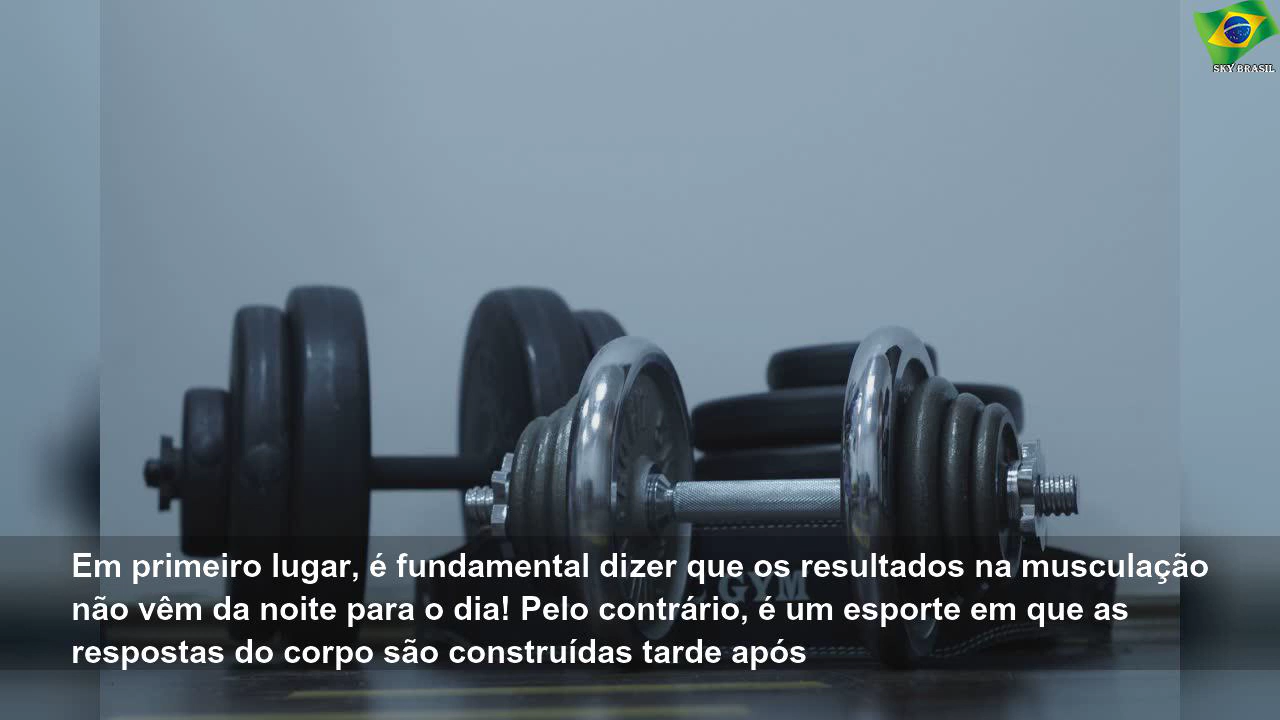 SKY BRASIL
GYM
Em primeiro lugar, é fundamental dizer que os resultados na musculação
não vêm da noite para o dia! Pelo contrário, é um esporte em que as
respostas do corpo são construídas tarde após